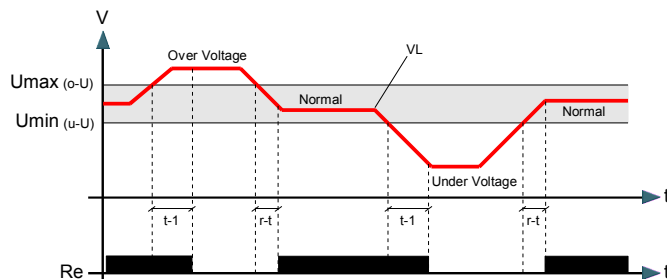 V
Over Voltage
VL
Umax (o-U)
Normal
Normal
Umin (u-U)
Under Voltage
t
t-1
r-t
t-1
r-t
Re
t